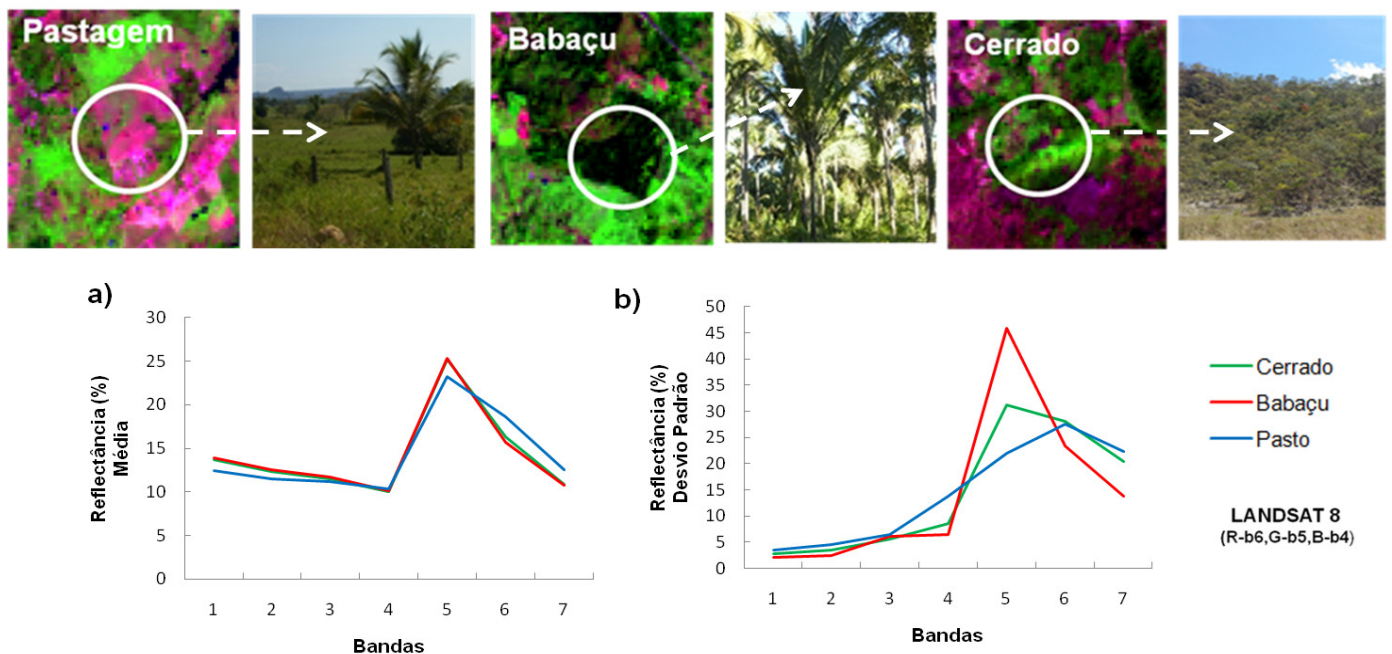 Pastagem
Babaçu
Cerrado
a)
Reflectância (%)
Média
30
25
20
15
10
5
0
1 2 3 4 5 6 7
Bandas
b)
Reflectância (%)
Desvio Padrão
50
45
40
35
30
25
20
15
10
5
0
1 2 3 4 5 6 7
Bandas
Cerrado
Babaçu
Pasto
LANDSAT 8
(R-b6,G-b5,B-b4)